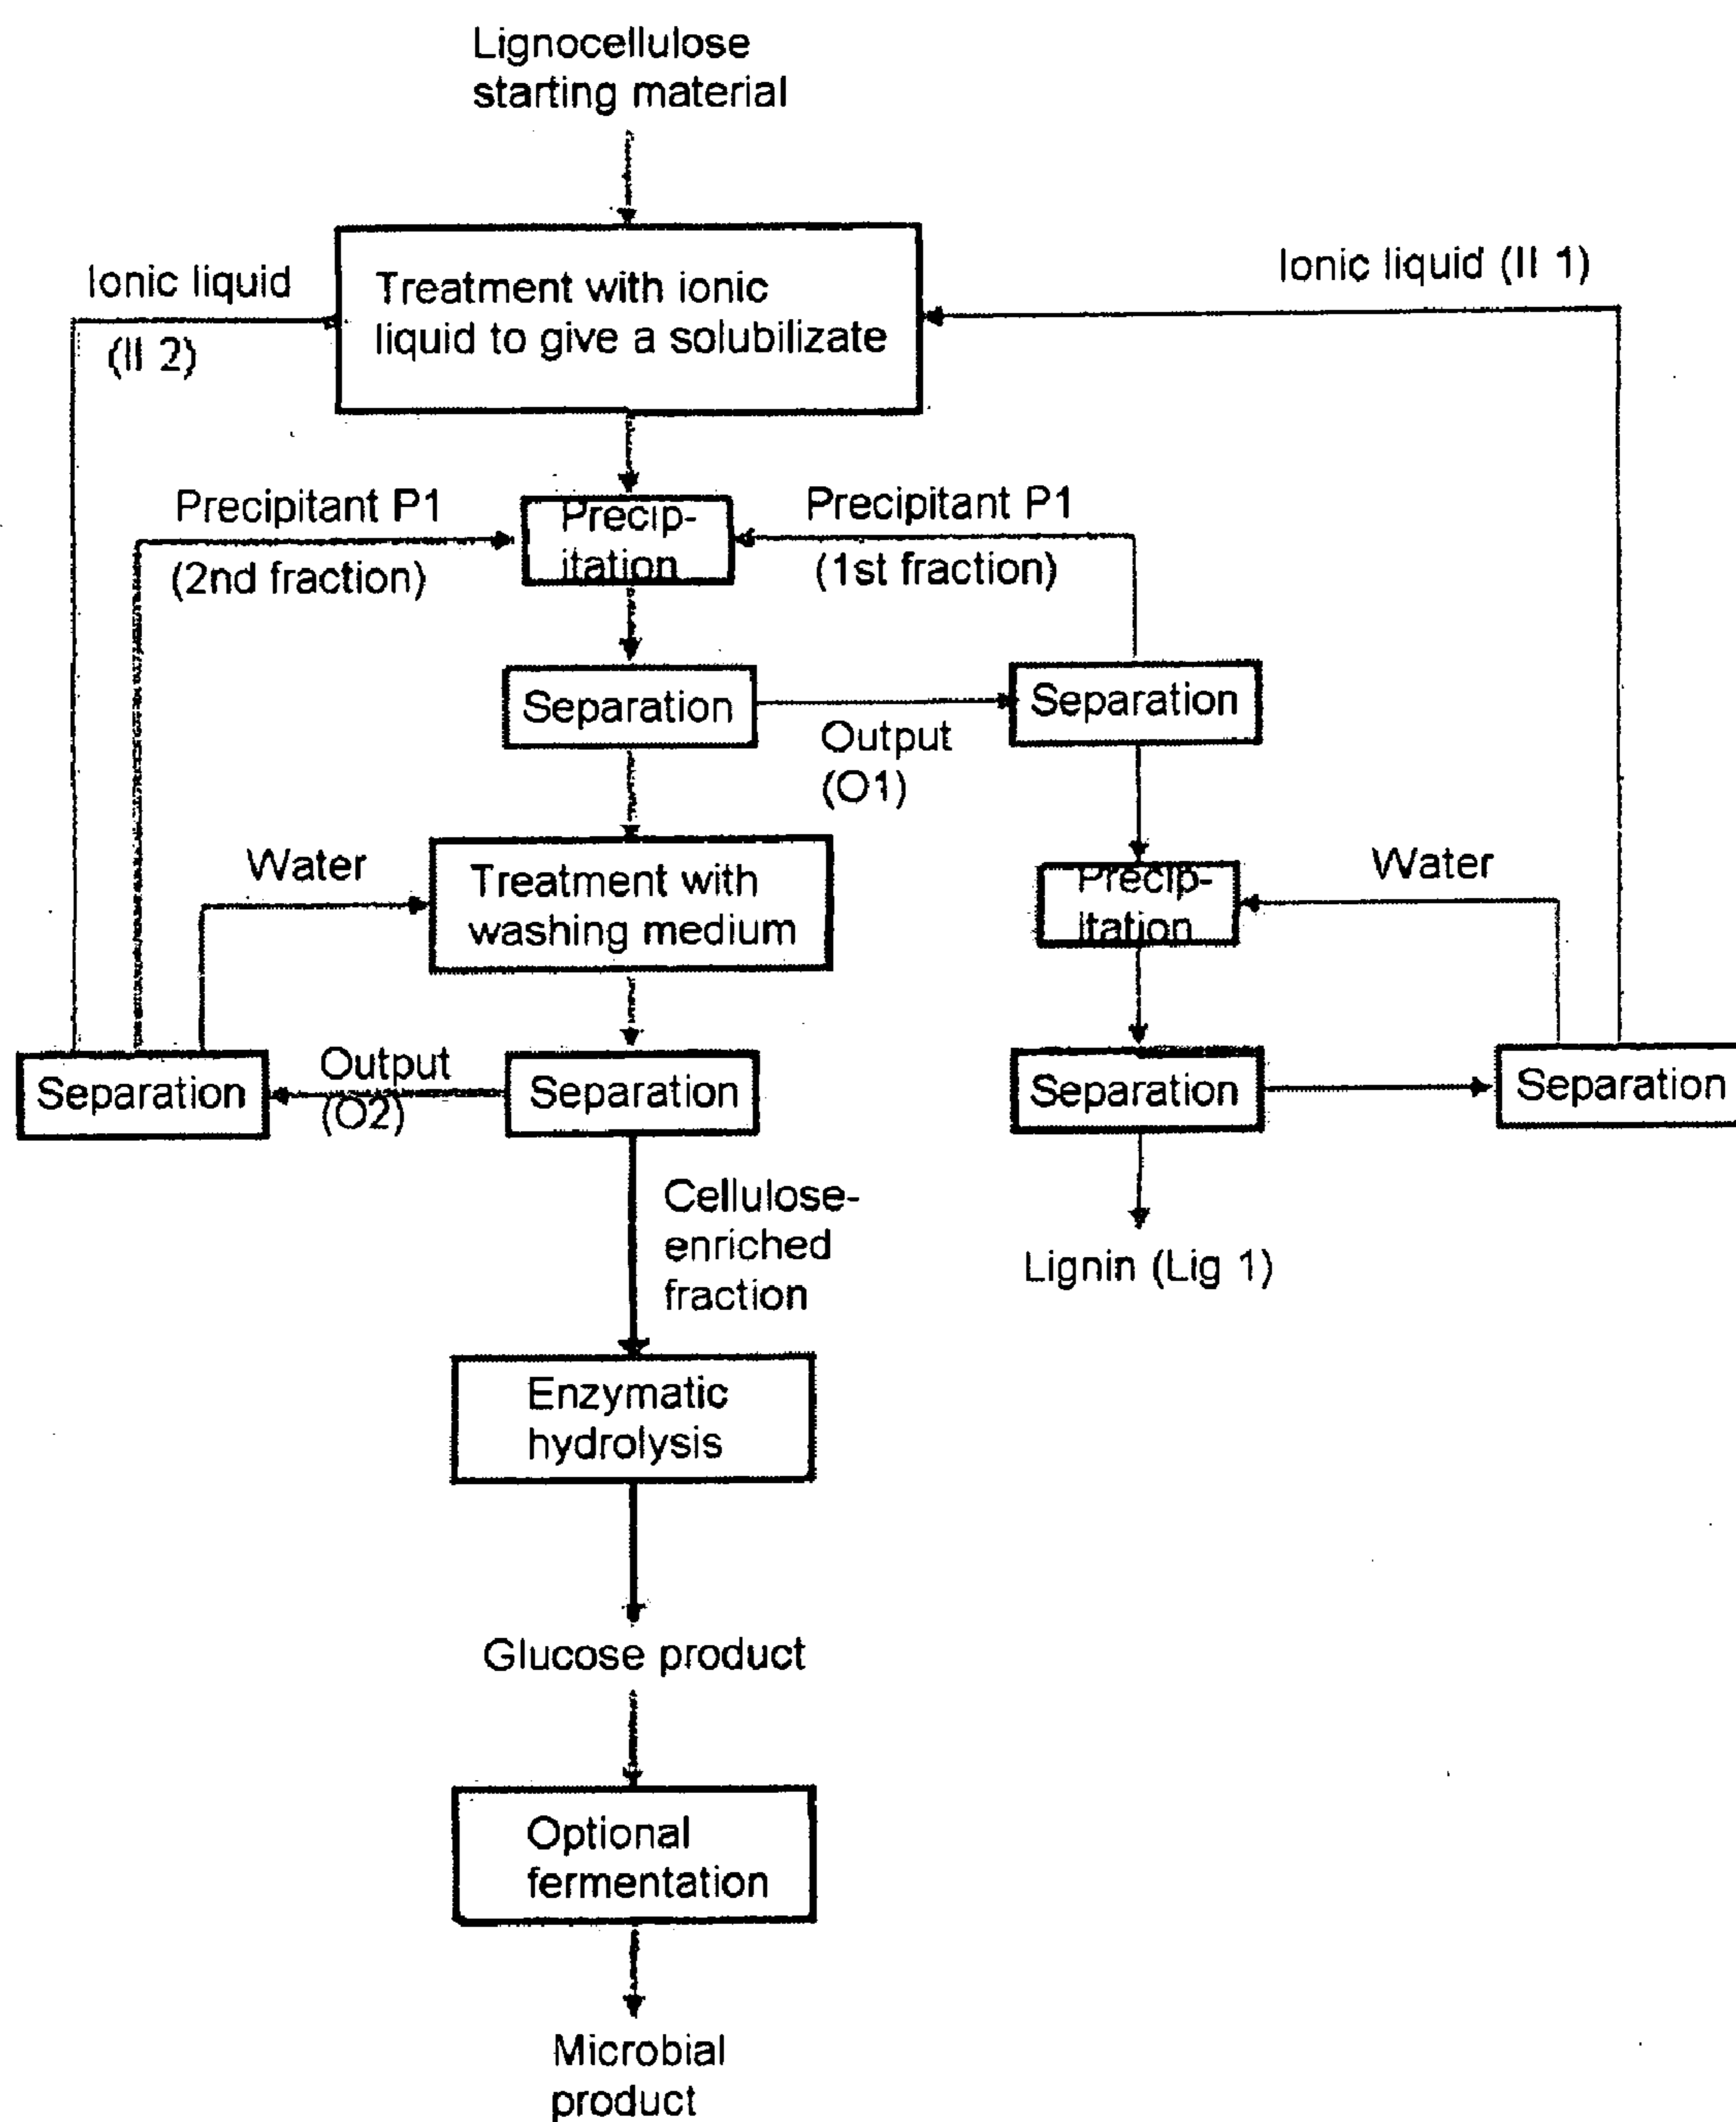 Lignocellulose
starting material
Ionic liquid
(Il 2)
Treatment with ionic
liquid to give a solubilizate
Ionic liquid (Il 1)
Precipitant P1
(2nd fraction)
Precip-
itation
Precipitant P1
(1st fraction)
Separation
Output
(O1)
Separation
Water
Treatment with
washing medium
Precip-
itation
Water
Separation
Output
(O2)
Separation
Separation
Separation
Cellulose-
enriched
fraction
Lignin (Lig 1)
Enzymatic
hydrolysis
Glucose product
Optional
fermentation
Microbial
product